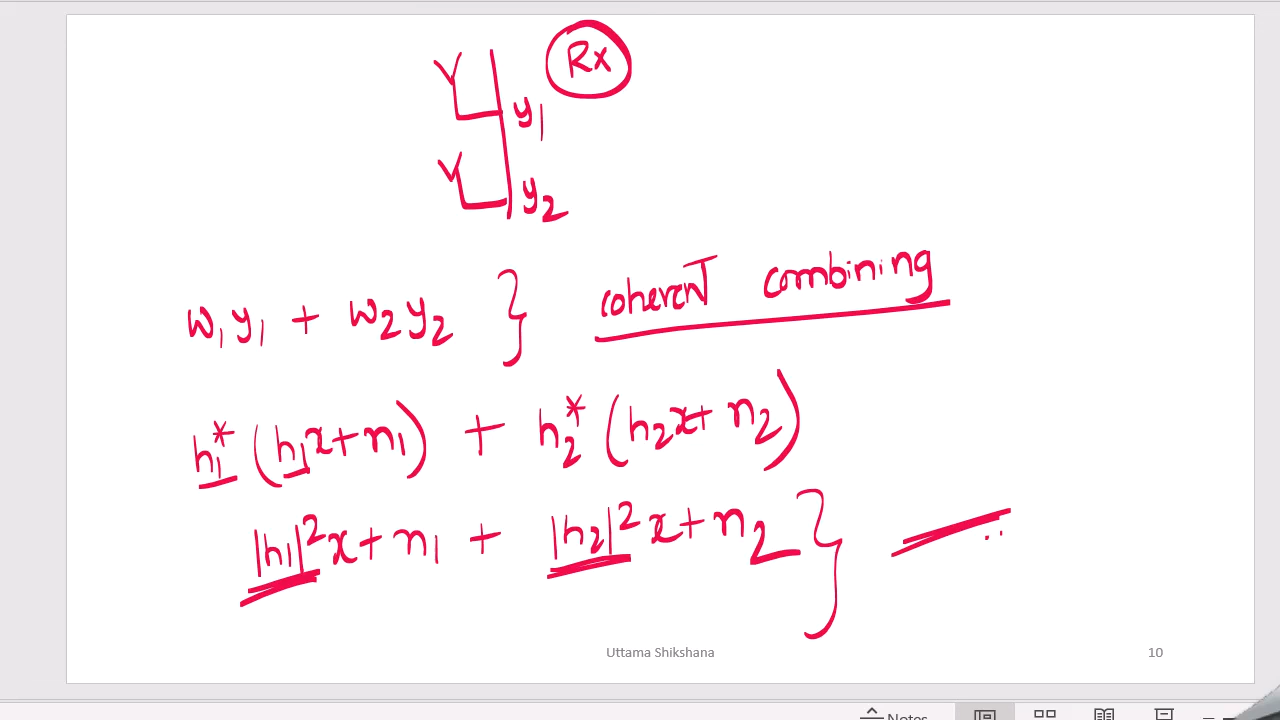 Rx
y₁
y₂
w₁y₁ + w₂y₂ } coherent combining
h₁*(h₁x+n₁) + h₂*(h₂x+n₂)
|h₁|²x+n₁ + |h₂|²x+n₂ }
Uttama Shikshana 10
Notes